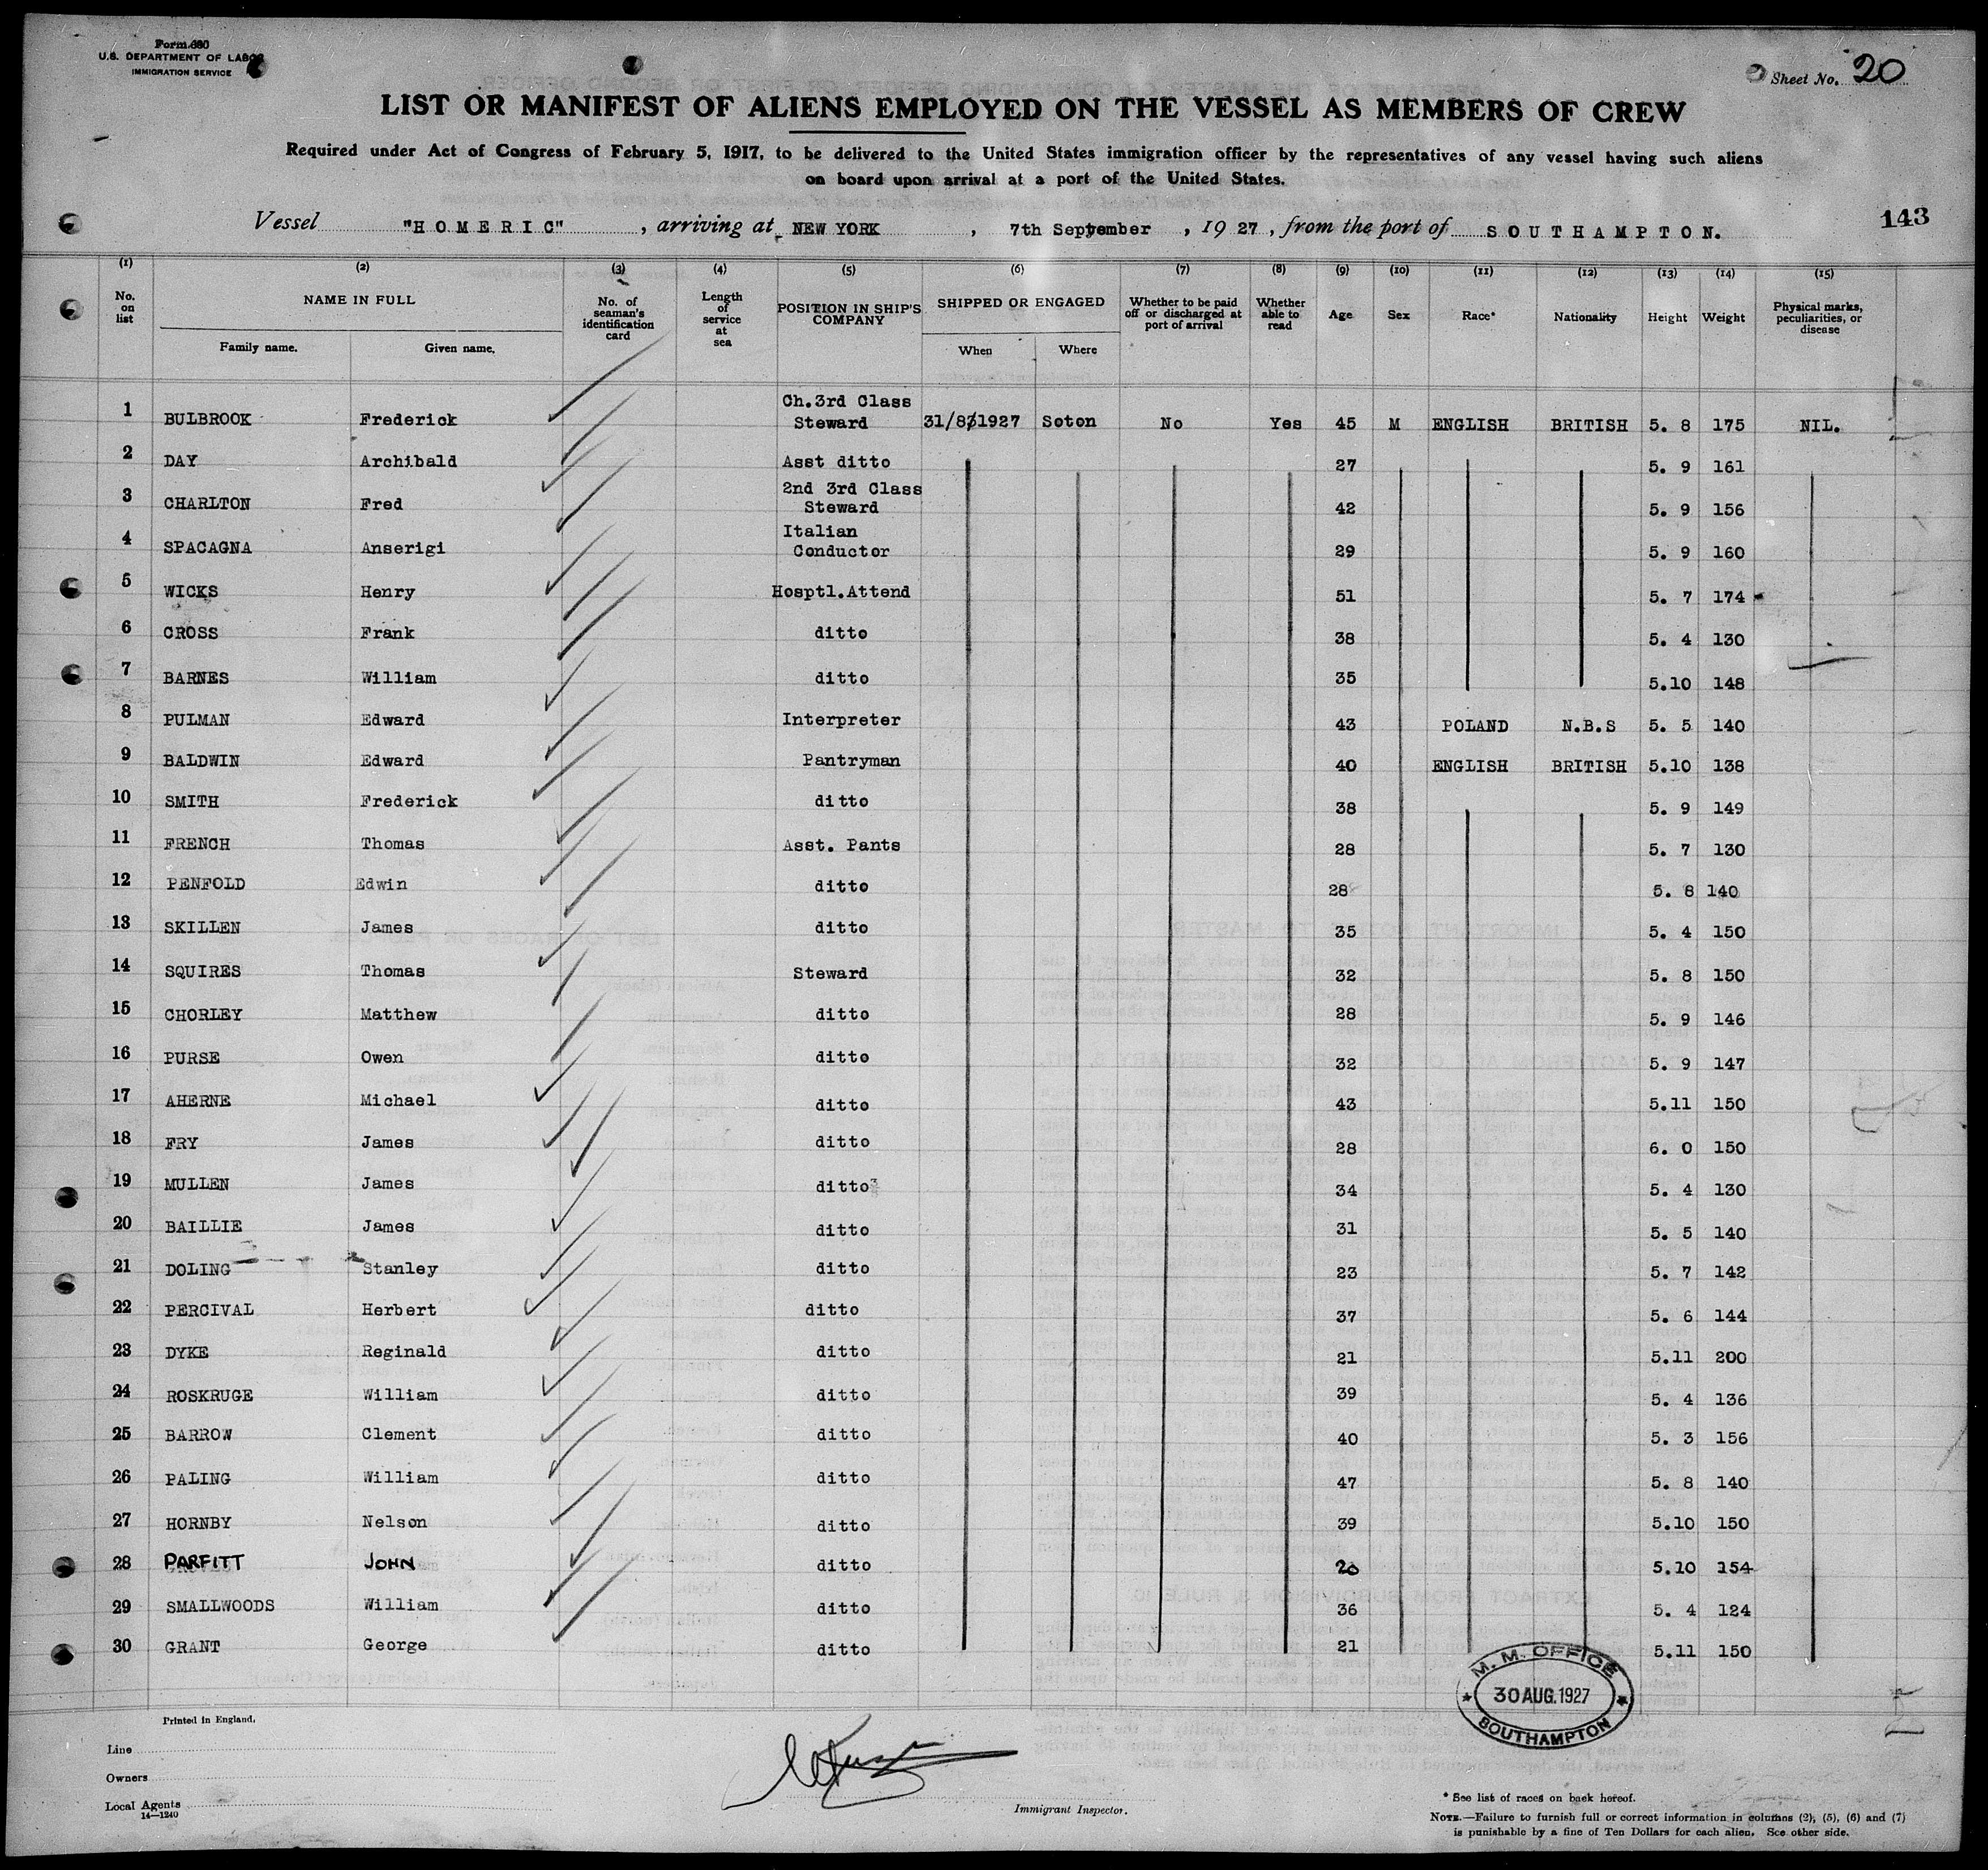 Form 680
U.S. DEPARTMENT OF LABOR
IMMIGRATION SERVICE
Sheet No. 20
LIST OR MANIFEST OF ALIENS EMPLOYED ON THE VESSEL AS MEMBERS OF CREW
Required under Act of Congress of February 5, 1917, to be delivered to the United States immigration officer by the representatives of any vessel having such aliens
on board upon arrival at a port of the United States.
143
Vessel "HOMERIC", arriving at NEW YORK, 7th September, 1927, from the port of SOUTHAMPTON.
(1) (2) (3) (4) (5) (6) (7) (8) (9) (10) (11) (12) (13) (14) (15)
No. on list NAME IN FULL No. of seaman's identification card Length of service at sea POSITION IN SHIP'S COMPANY SHIPPED OR ENGAGED Whether to be paid off or discharged at port of arrival Whether able to read Age Sex Race* Nationality Height Weight Physical marks, peculiarities, or disease
Family name. Given name. When Where
1 BULBROOK Frederick Ch.3rd Class Steward 31/8/1927 Soton No Yes 45 M ENGLISH BRITISH 5. 8 175 NIL.
2 DAY Archibald Asst ditto 27 5. 9 161
3 CHARLTON Fred 2nd 3rd Class Steward 42 5. 9 156
4 SPACAGNA Anserigi Italian Conductor 29 5. 9 160
5 WICKS Henry Hosptl.Attend 51 5. 7 174
6 CROSS Frank ditto 38 5. 4 130
7 BARNES William ditto 35 5.10 148
8 PULMAN Edward Interpreter 43 POLAND N.B.S 5. 5 140
9 BALDWIN Edward Pantryman 40 ENGLISH BRITISH 5.10 138
10 SMITH Frederick ditto 38 5. 9 149
11 FRENCH Thomas Asst. Pants 28 5. 7 130
12 PENFOLD Edwin ditto 28 5. 8 140
13 SKILLEN James ditto 35 5. 4 150
14 SQUIRES Thomas Steward 32 5. 8 150
15 CHORLEY Matthew ditto 28 5. 9 146
16 PURSE Owen ditto 32 5. 9 147
17 AHERNE Michael ditto 43 5.11 150
18 FRY James ditto 28 6. 0 150
19 MULLEN James ditto 34 5. 4 130
20 BAILLIE James ditto 31 5. 5 140
21 DOLING Stanley ditto 23 5. 7 142
22 PERCIVAL Herbert ditto 37 5. 6 144
23 DYKE Reginald ditto 21 5.11 200
24 ROSKRUGE William ditto 39 5. 4 136
25 BARROW Clement ditto 40 5. 3 156
26 PALING William ditto 47 5. 8 140
27 HORNBY Nelson ditto 39 5.10 150
28 PARFITT JOHN ditto 20 5.10 154
29 SMALLWOODS William ditto 36 5. 4 124
30 GRANT George ditto 21 5.11 150
M. M. OFFICE
30 AUG. 1927
SOUTHAMPTON
Printed in England.
Line
Owners
Local Agents
14—1240
Immigrant Inspector.
* See list of races on back hereof.
NOTE.—Failure to furnish full or correct information in columns (2), (5), (6) and (7)
is punishable by a fine of Ten Dollars for each alien. See other side.